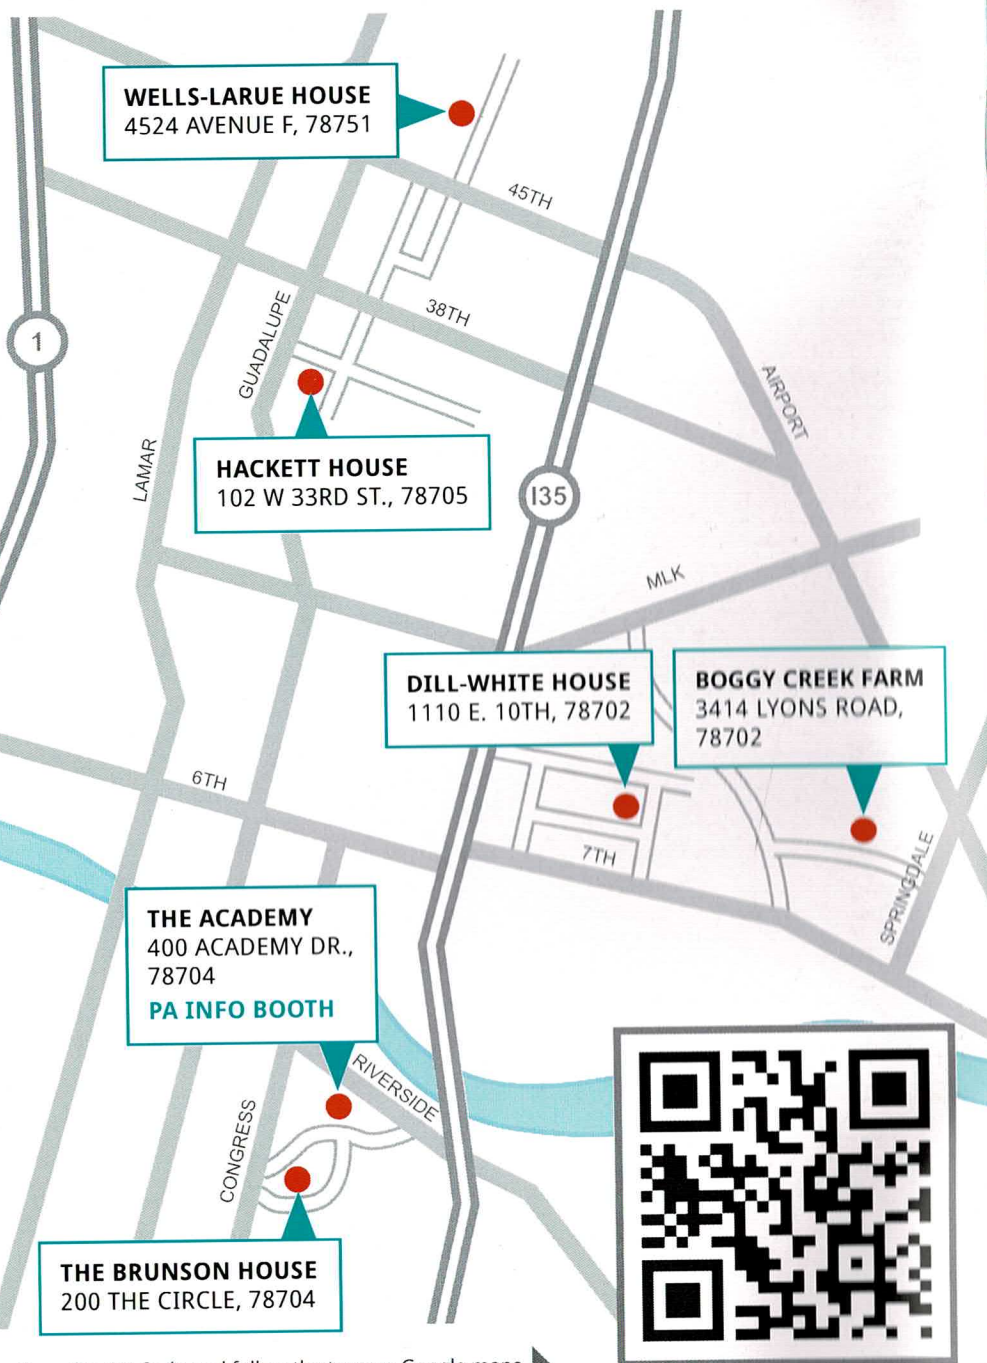 WELLS-LARUE HOUSE
4524 AVENUE F, 78751
45TH
38TH
GUADALUPE
1
AIRPORT
LAMAR
HACKETT HOUSE
102 W 33RD ST., 78705
I35
MLK
DILL-WHITE HOUSE
1110 E. 10TH, 78702
BOGGY CREEK FARM
3414 LYONS ROAD,
78702
6TH
7TH
SPRINGDALE
THE ACADEMY
400 ACADEMY DR.,
78704
PA INFO BOOTH
RIVERSIDE
CONGRESS
THE BRUNSON HOUSE
200 THE CIRCLE, 78704